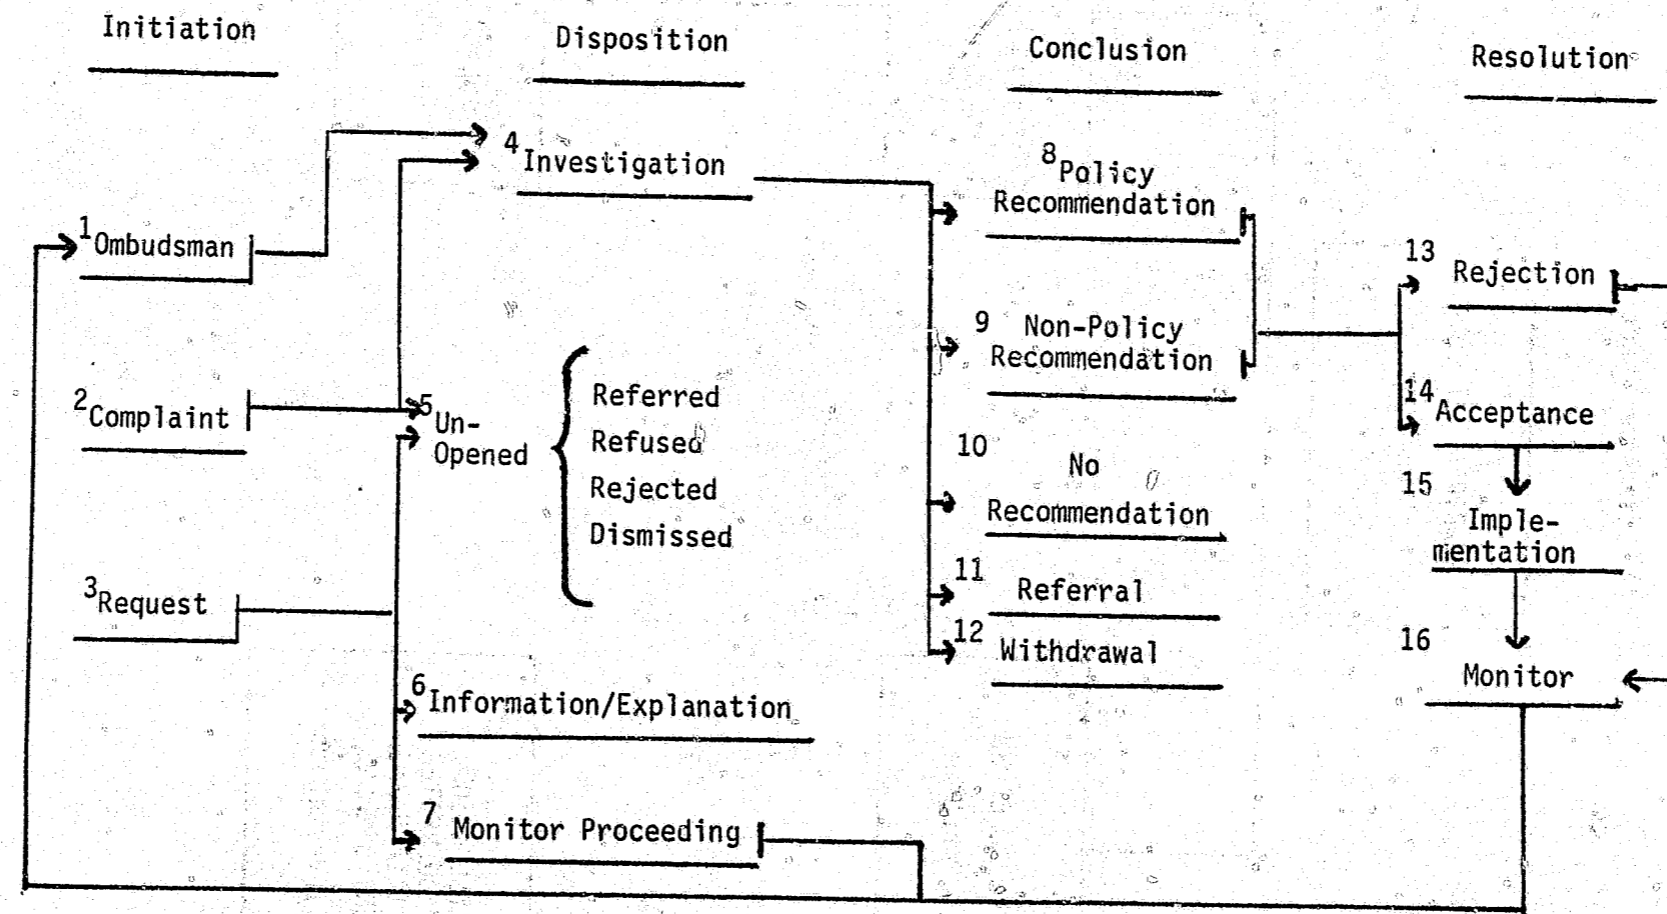 Initiation
Disposition
Conclusion
Resolution
1 Ombudsman
2 Complaint
3 Request
4 Investigation
5 Un-
Opened
Referred
Refused
Rejected
Dismissed
6 Information/Explanation
7 Monitor Proceeding
8 Policy
Recommendation
9 Non-Policy
Recommendation
10 No
Recommendation
11 Referral
12 Withdrawal
13 Rejection
14 Acceptance
15 Imple-
mentation
16 Monitor